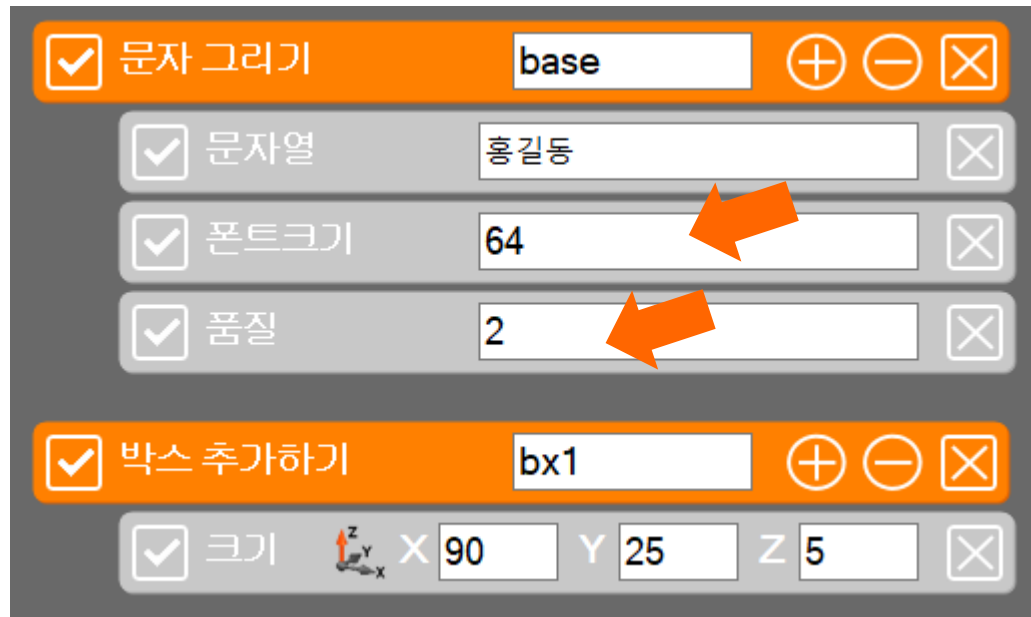 문자 그리기 base
문자열 홍길동
폰트크기 64
품질 2
박스 추가하기 bx1
크기 Z Y X X 90 Y 25 Z 5